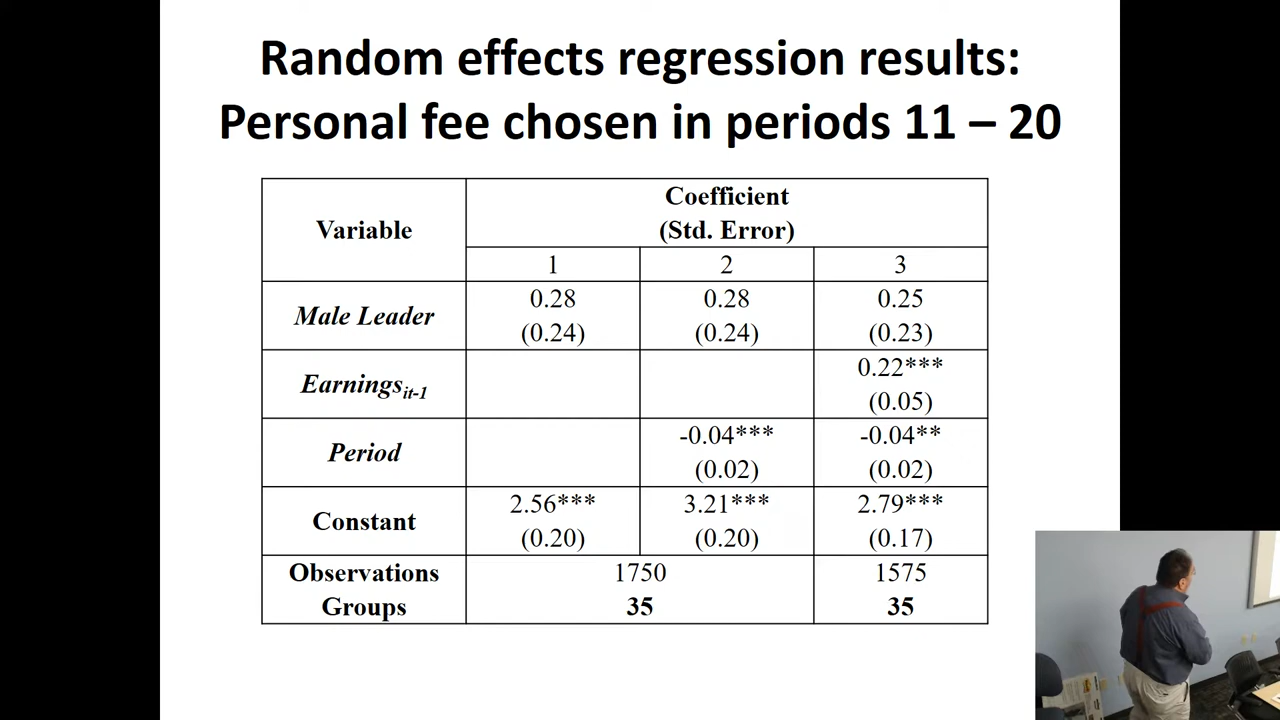 Random effects regression results:
Personal fee chosen in periods 11 – 20
Variable
Coefficient
(Std. Error)
1 2 3
Male Leader
0.28 0.28 0.25
(0.24) (0.24) (0.23)
Earningsit-1
0.22***
(0.05)
Period
-0.04*** -0.04**
(0.02) (0.02)
Constant
2.56*** 3.21*** 2.79***
(0.20) (0.20) (0.17)
Observations 1750 1575
Groups 35 35